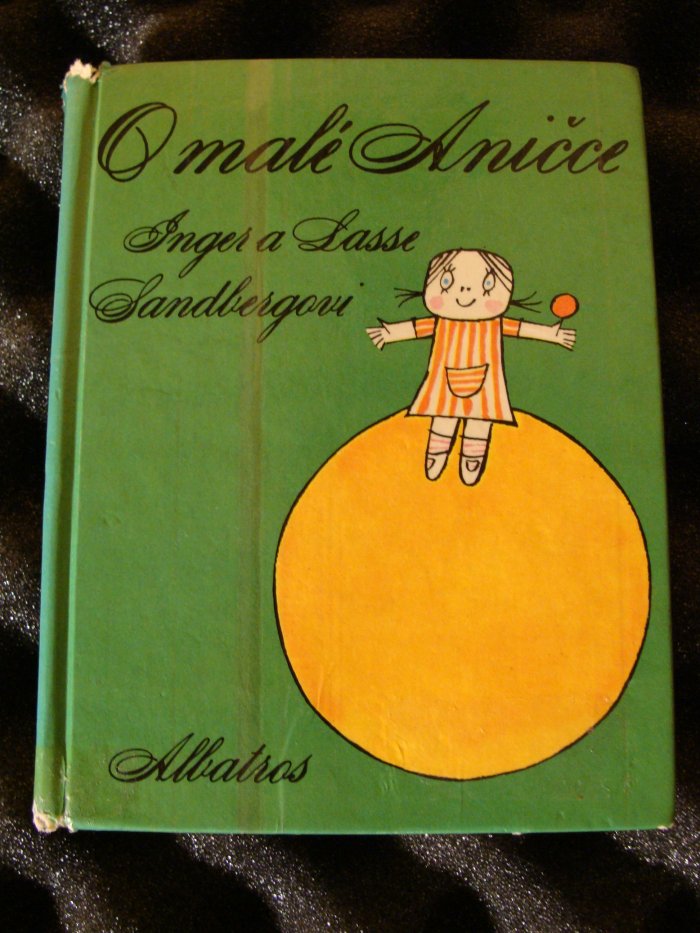 O malé Aničce
Inger a Lasse
Sandbergovi
Albatros